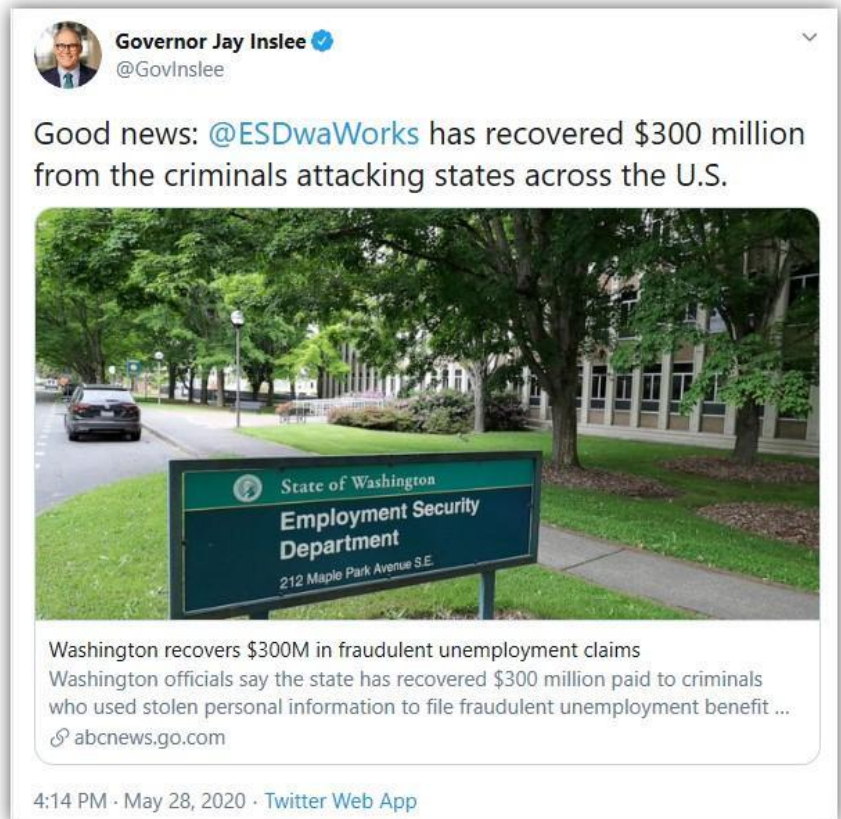 Governor Jay Inslee
@GovInslee
Good news: @ESDwaWorks has recovered $300 million
from the criminals attacking states across the U.S.
State of Washington
Employment Security
Department
212 Maple Park Avenue S.E.
Washington recovers $300M in fraudulent unemployment claims
Washington officials say the state has recovered $300 million paid to criminals
who used stolen personal information to file fraudulent unemployment benefit ...
abcnews.go.com
4:14 PM · May 28, 2020 · Twitter Web App